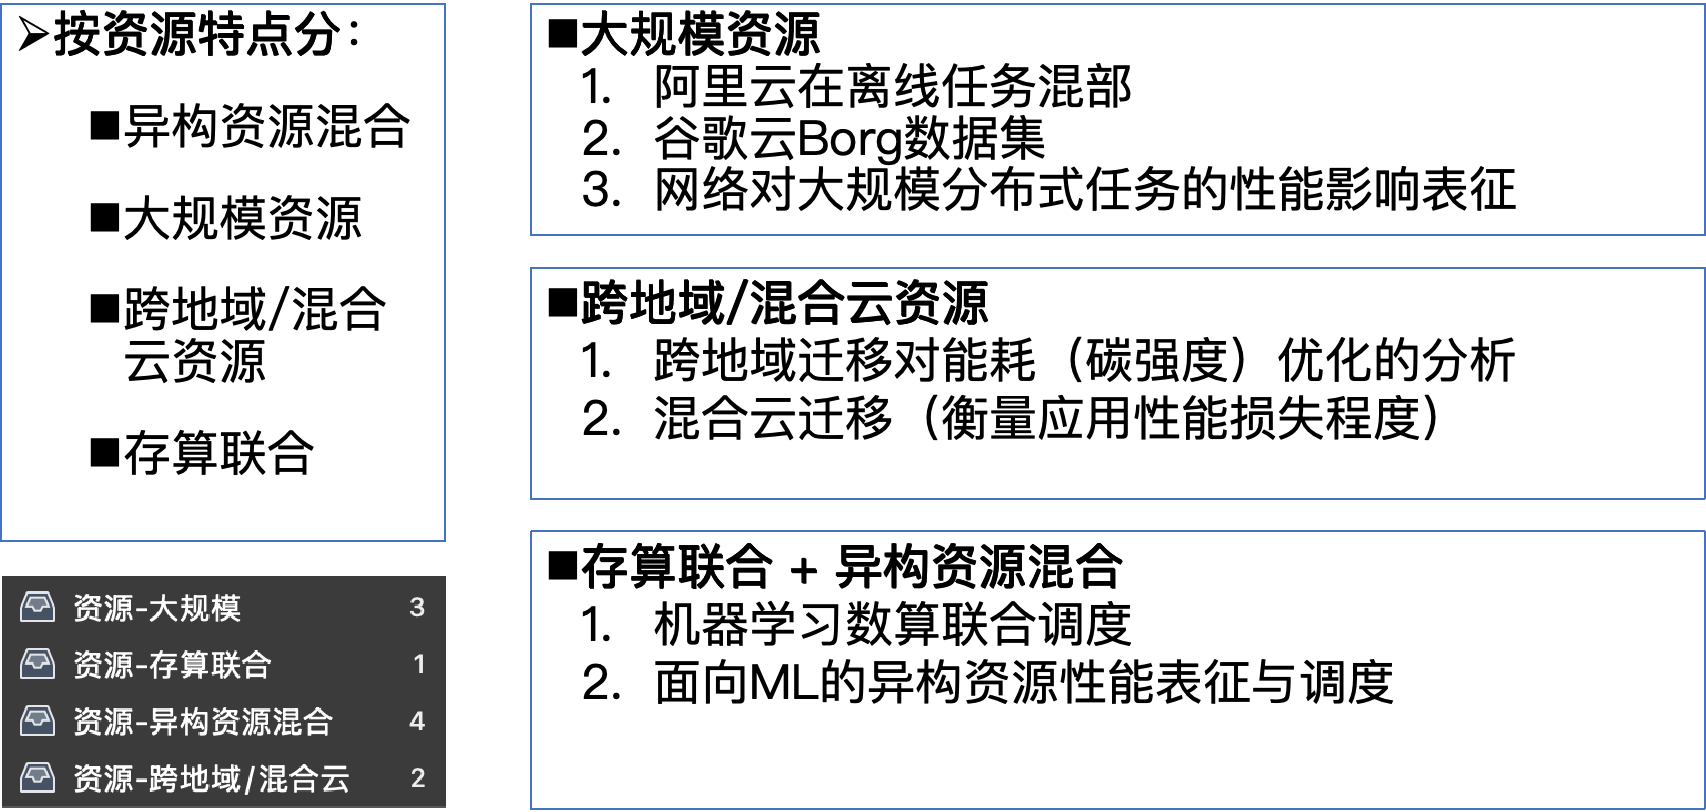 ➢按资源特点分：
■异构资源混合
■大规模资源
■跨地域/混合
云资源
■存算联合
资源-大规模 3
资源-存算联合 1
资源-异构资源混合 4
资源-跨地域/混合云 2
■大规模资源
1. 阿里云在离线任务混部
2. 谷歌云Borg数据集
3. 网络对大规模分布式任务的性能影响表征
■跨地域/混合云资源
1. 跨地域迁移对能耗（碳强度）优化的分析
2. 混合云迁移（衡量应用性能损失程度）
■存算联合 + 异构资源混合
1. 机器学习数算联合调度
2. 面向ML的异构资源性能表征与调度